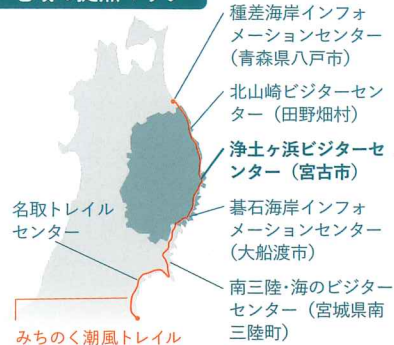 種差海岸インフォ
メーションセンター
(青森県八戸市)
北山崎ビジターセン
ター(田野畑村)
浄土ヶ浜ビジターセ
ンター(宮古市)
碁石海岸インフォ
メーションセンター
(大船渡市)
南三陸・海のビジター
センター(宮城県南
三陸町)
名取トレイル
センター
みちのく潮風トレイル